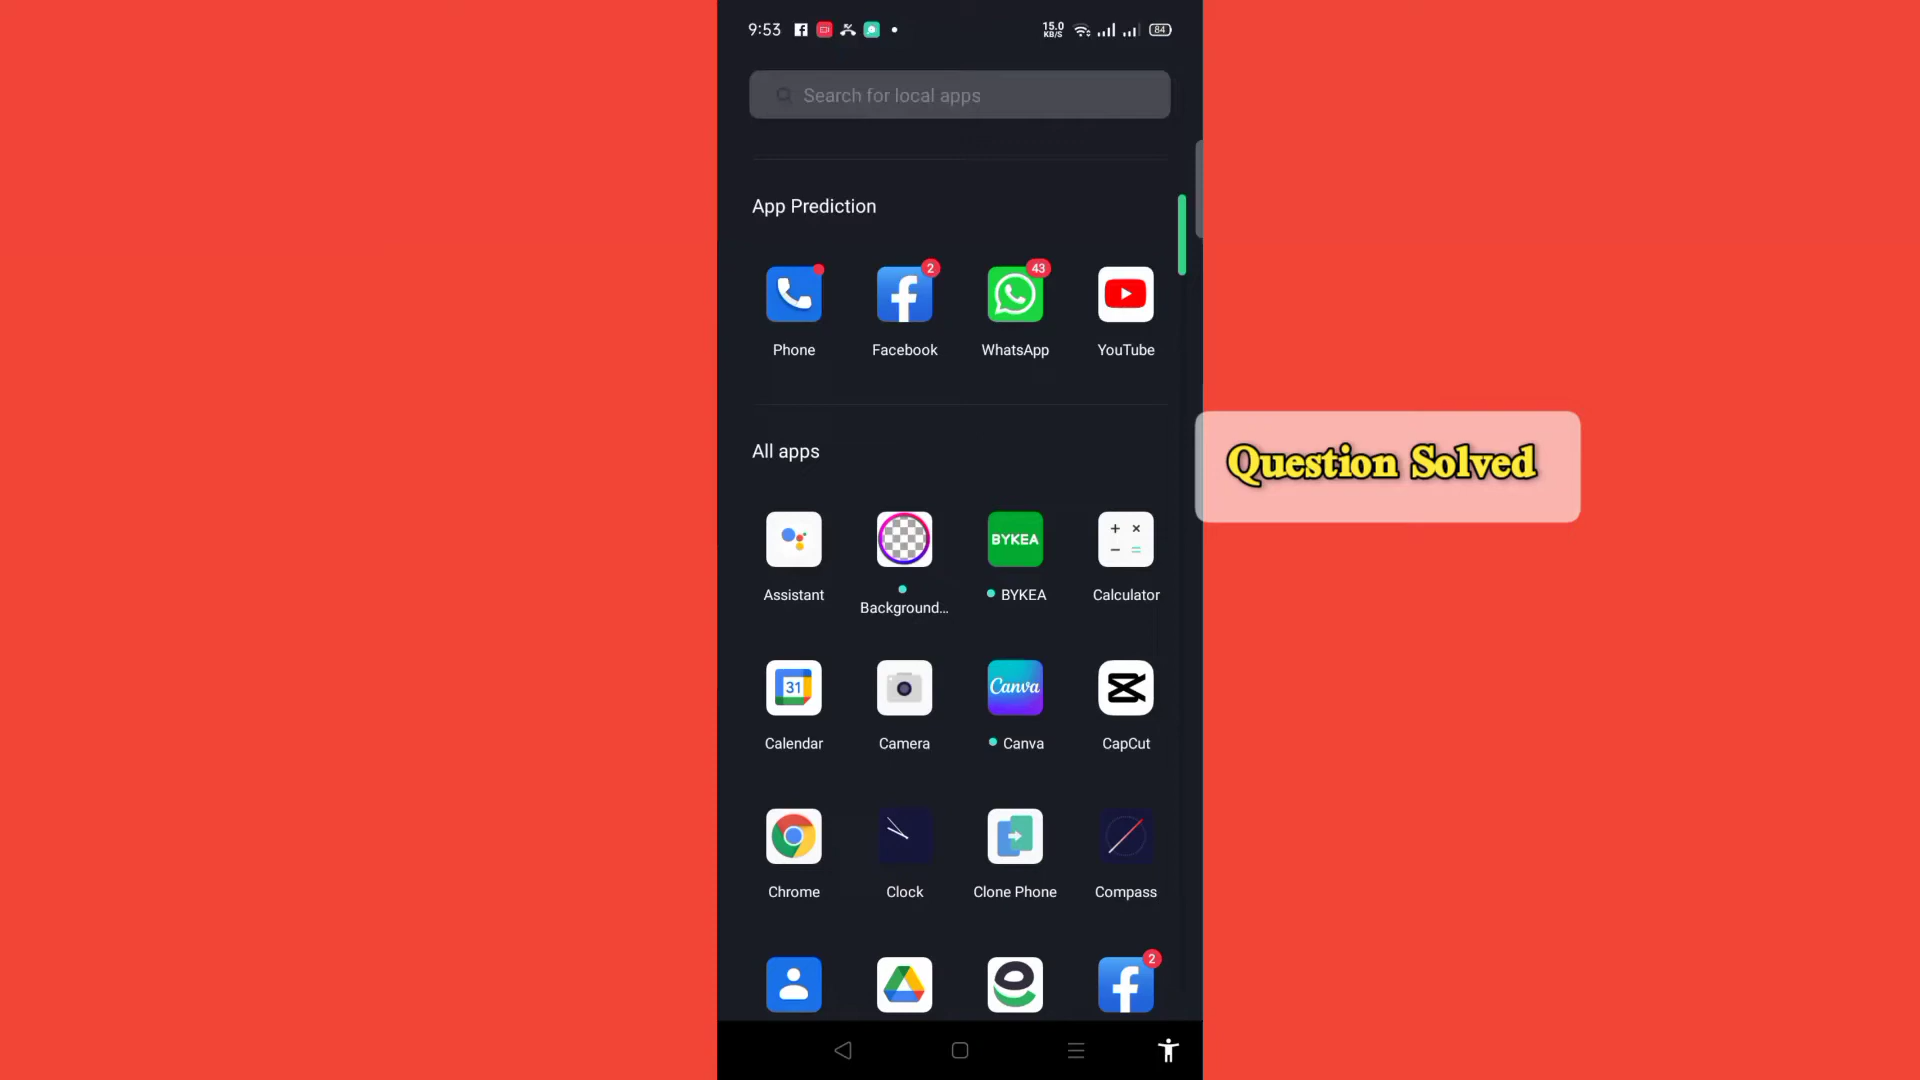 9:53
15.0
KB/S
84
Search for local apps
App Prediction
2
43
Phone
Facebook
WhatsApp
YouTube
All apps
Question Solved
BYKEA
Assistant
Background...
BYKEA
Calculator
31
Canva
Calendar
Camera
Canva
CapCut
Chrome
Clock
Clone Phone
Compass
2